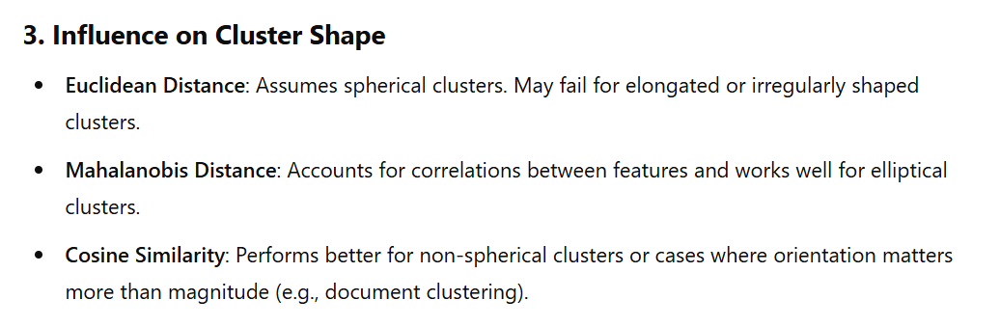 3. Influence on Cluster Shape
• Euclidean Distance: Assumes spherical clusters. May fail for elongated or irregularly shaped
clusters.
• Mahalanobis Distance: Accounts for correlations between features and works well for elliptical
clusters.
• Cosine Similarity: Performs better for non-spherical clusters or cases where orientation matters
more than magnitude (e.g., document clustering).